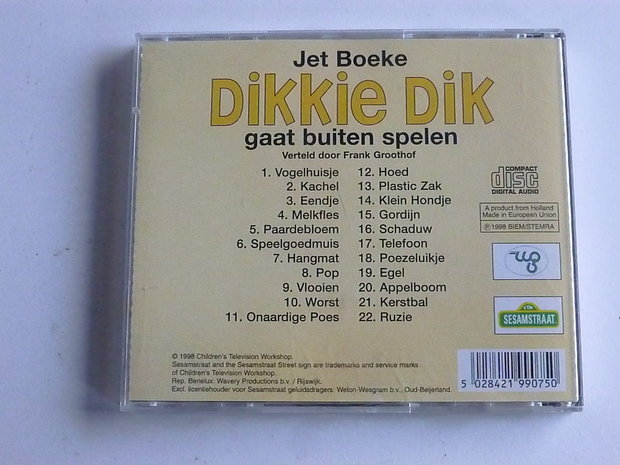 Jet Boeke
DIKKIE DIK
gaat buiten spelen
Verteld door Frank Groothof
1. Vogelhuisje
2. Kachel
3. Eendje
4. Melkfles
5. Paardebloem
6. Speelgoedmuis
7. Hangmat
8. Pop
9. Vlooien
10. Worst
11. Onaardige Poes
12. Hoed
13. Plastic Zak
14. Klein Hondje
15. Gordijn
16. Schaduw
17. Telefoon
18. Poezeluikje
19. Egel
20. Appelboom
21. Kerstbal
22. Ruzie
COMPACT
disc
DIGITAL AUDIO
A product from Holland
Made in European Union
Ⓟ 1998 BIEM/STEMRA
SESAMSTRAAT
© 1998 Children's Television Workshop.
Sesamstraat and the Sesamstraat Street sign are trademarks and service marks
of Children's Television Workshop.
Rep. Benelux: Wavery Productions b.v. / Rijswijk.
Excl. licentiehouder voor Sesamstraat geluidsdragers: Weton-Wesgram b.v., Oud-Beijerland.
5 028421 990750